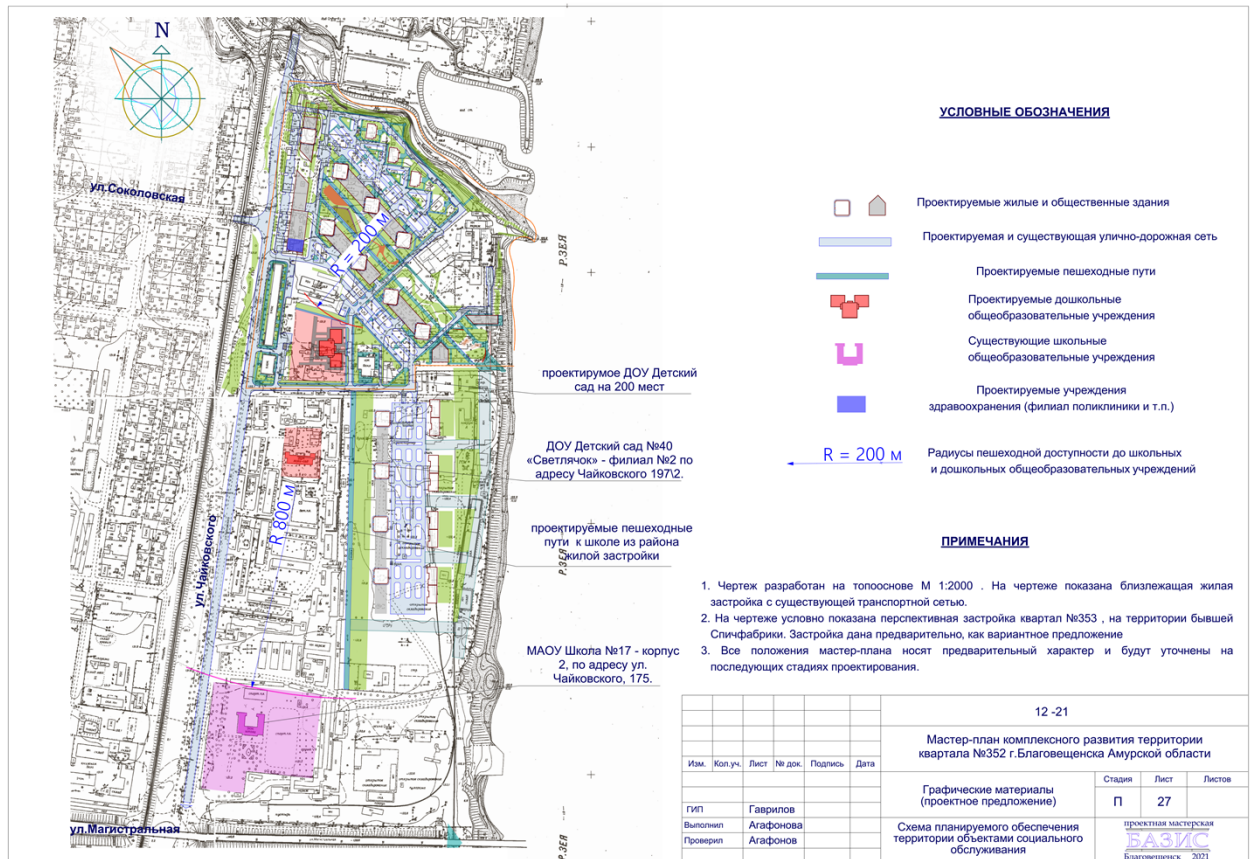 N
ул.Соколовская
R = 200 м
Р.ЗЕЯ
проектирумое ДОУ Детский
сад на 200 мест
ДОУ Детский сад №40
«Светлячок» - филиал №2 по
адресу Чайковского 197\2.
R 800 м
ул.Чайковского
проектируемые пешеходные
пути к школе из района
жилой застройки
Р.ЗЕЯ
МАОУ Школа №17 - корпус
2, по адресу ул.
Чайковского, 175.
ул.Магистральная
Р.ЗЕЯ
УСЛОВНЫЕ ОБОЗНАЧЕНИЯ
Проектируемые жилые и общественные здания
Проектируемая и существующая улично-дорожная сеть
Проектируемые пешеходные пути
Проектируемые дошкольные
общеобразовательные учреждения
Существующие школьные
общеобразовательные учреждения
Проектируемые учреждения
здравоохранения (филиал поликлиники и т.п.)
R = 200 м
Радиусы пешеходной доступности до школьных
и дошкольных общеобразовательных учреждений
ПРИМЕЧАНИЯ
1. Чертеж разработан на топооснове М 1:2000 . На чертеже показана близлежащая жилая
застройка с существующей транспортной сетью.
2. На чертеже условно показана перспективная застройка квартал №353 , на территории бывшей
Спичфабрики. Застройка дана предварительно, как вариантное предложение
3. Все положения мастер-плана носят предварительный характер и будут уточнены на
последующих стадиях проектирования.
12 -21
Мастер-план комплексного развития территории
квартала №352 г.Благовещенска Амурской области
Изм. Кол.уч. Лист № док. Подпись Дата
Графические материалы
(проектное предложение)
Стадия Лист Листов
П 27
ГИП Гаврилов
Выполнил Агафонова
Проверил Агафонов
Схема планируемого обеспечения
территории объектами социального
обслуживания
проектная мастерская
БАЗИС
Благовещенск 2021